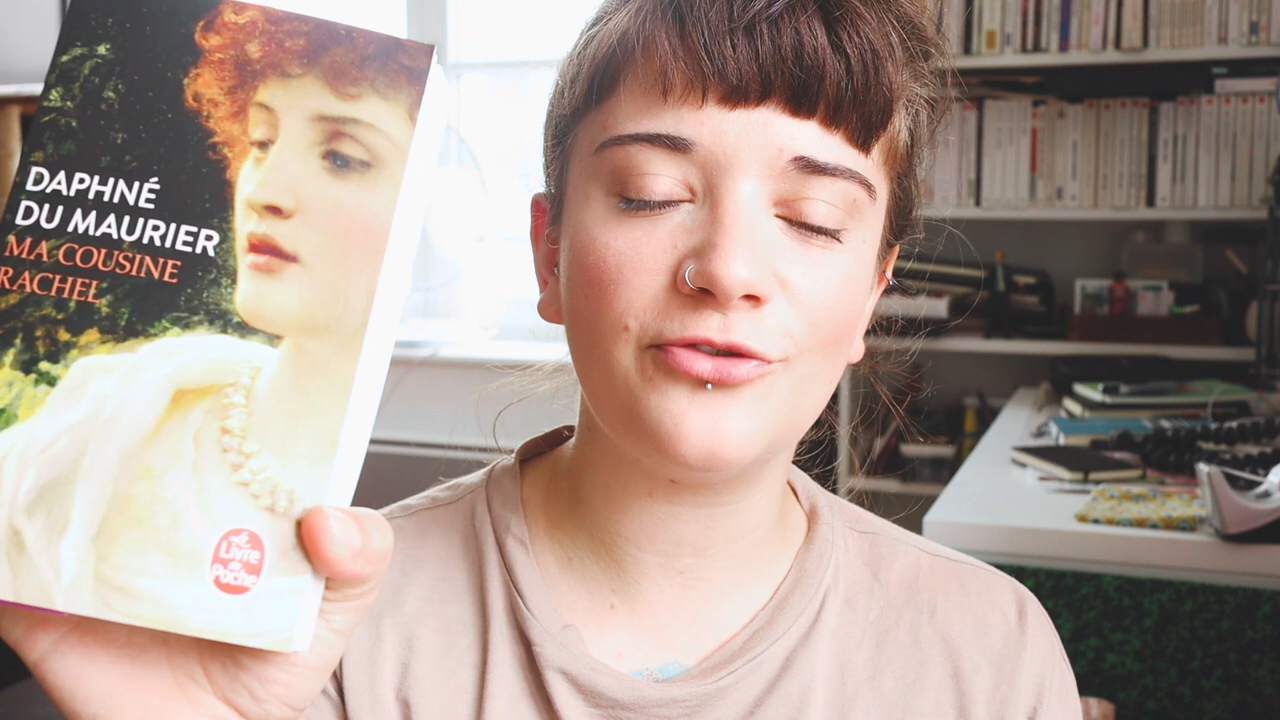 DAPHNÉ
DU MAURIER
MA COUSINE
RACHEL
Le
Livre
de
Poche